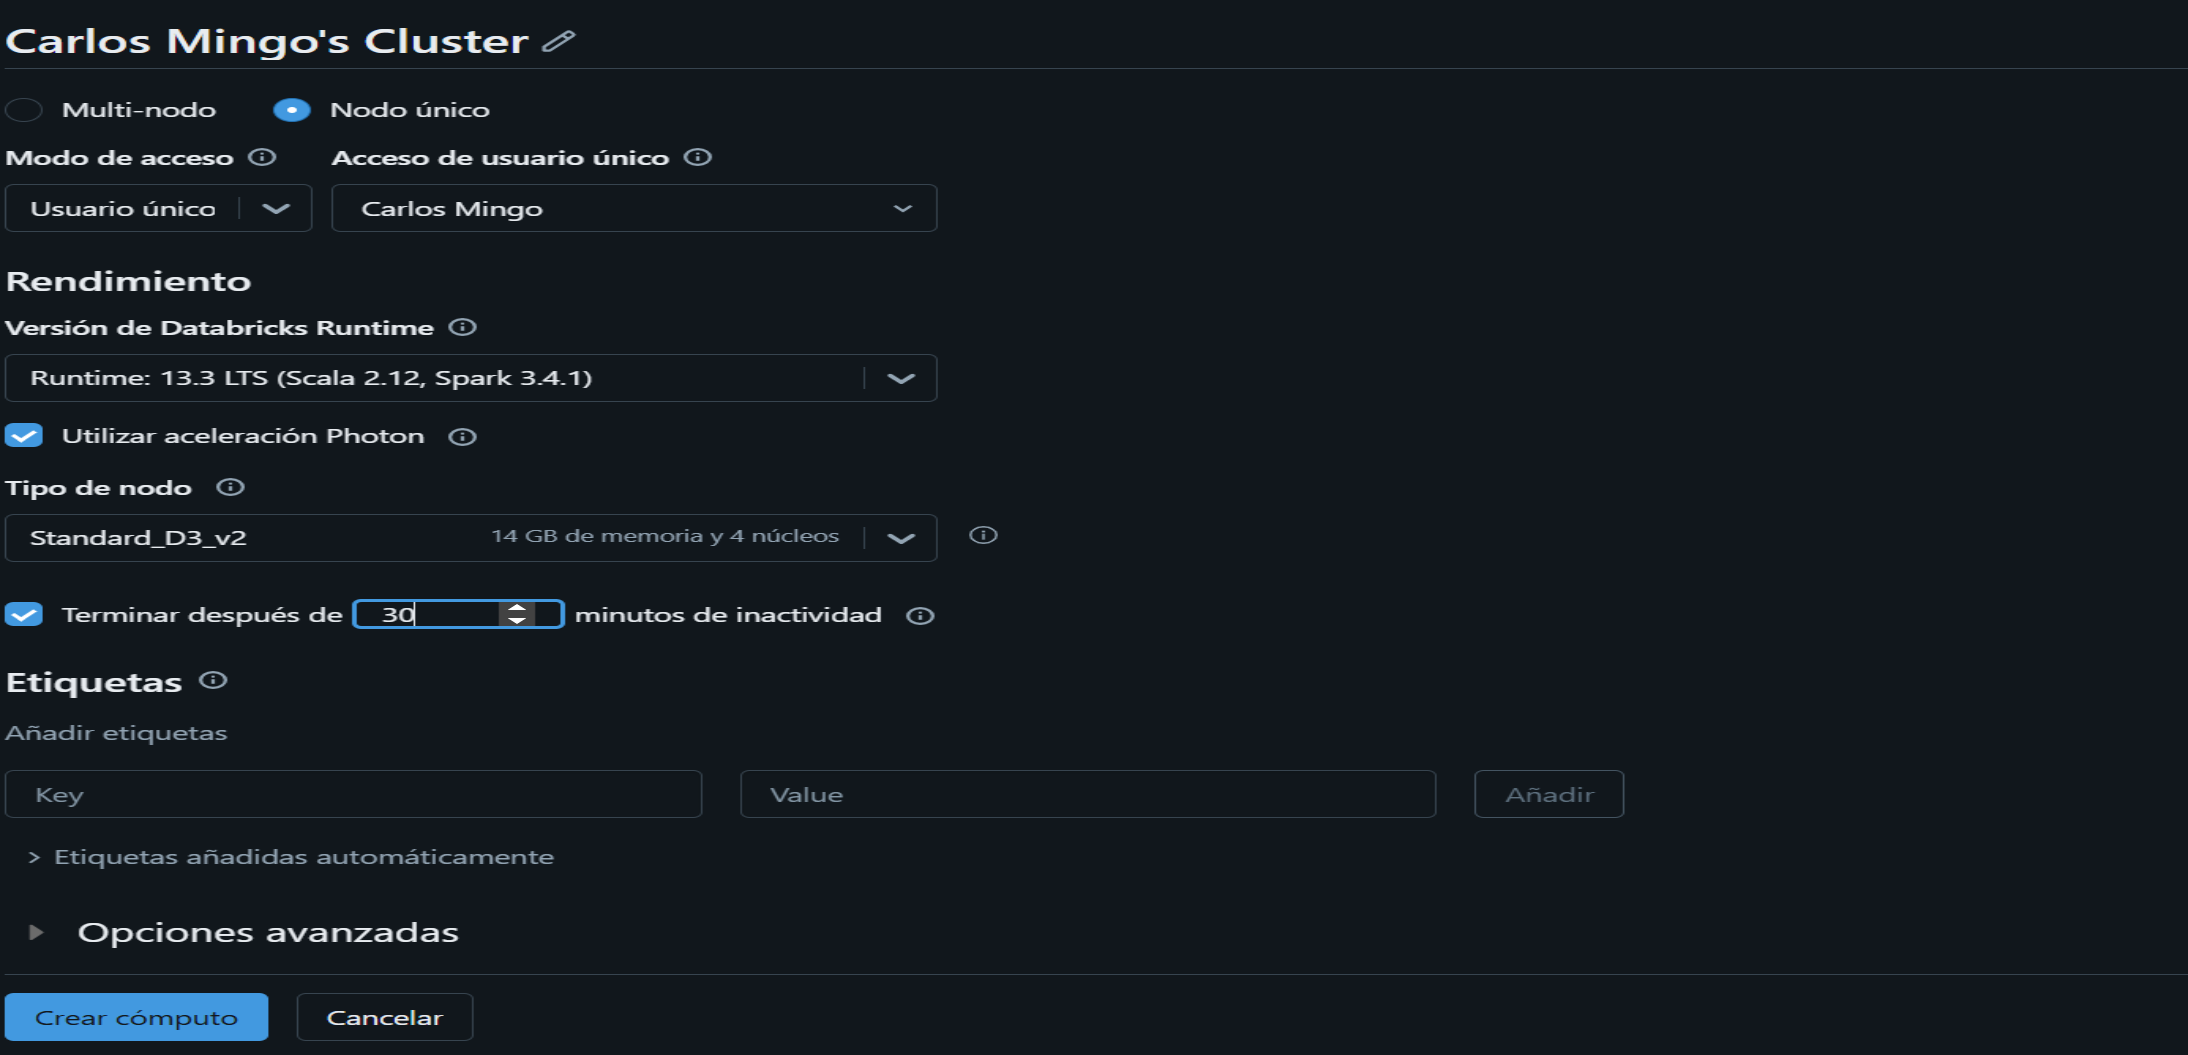 Carlos Mingo's Cluster
Multi-nodo Nodo único
Modo de acceso Acceso de usuario único
Usuario único Carlos Mingo
Rendimiento
Versión de Databricks Runtime
Runtime: 13.3 LTS (Scala 2.12, Spark 3.4.1)
Utilizar aceleración Photon
Tipo de nodo
Standard_D3_v2 14 GB de memoria y 4 núcleos
Terminar después de 30 minutos de inactividad
Etiquetas
Añadir etiquetas
Key Value Añadir
> Etiquetas añadidas automáticamente
Opciones avanzadas
Crear cómputo Cancelar